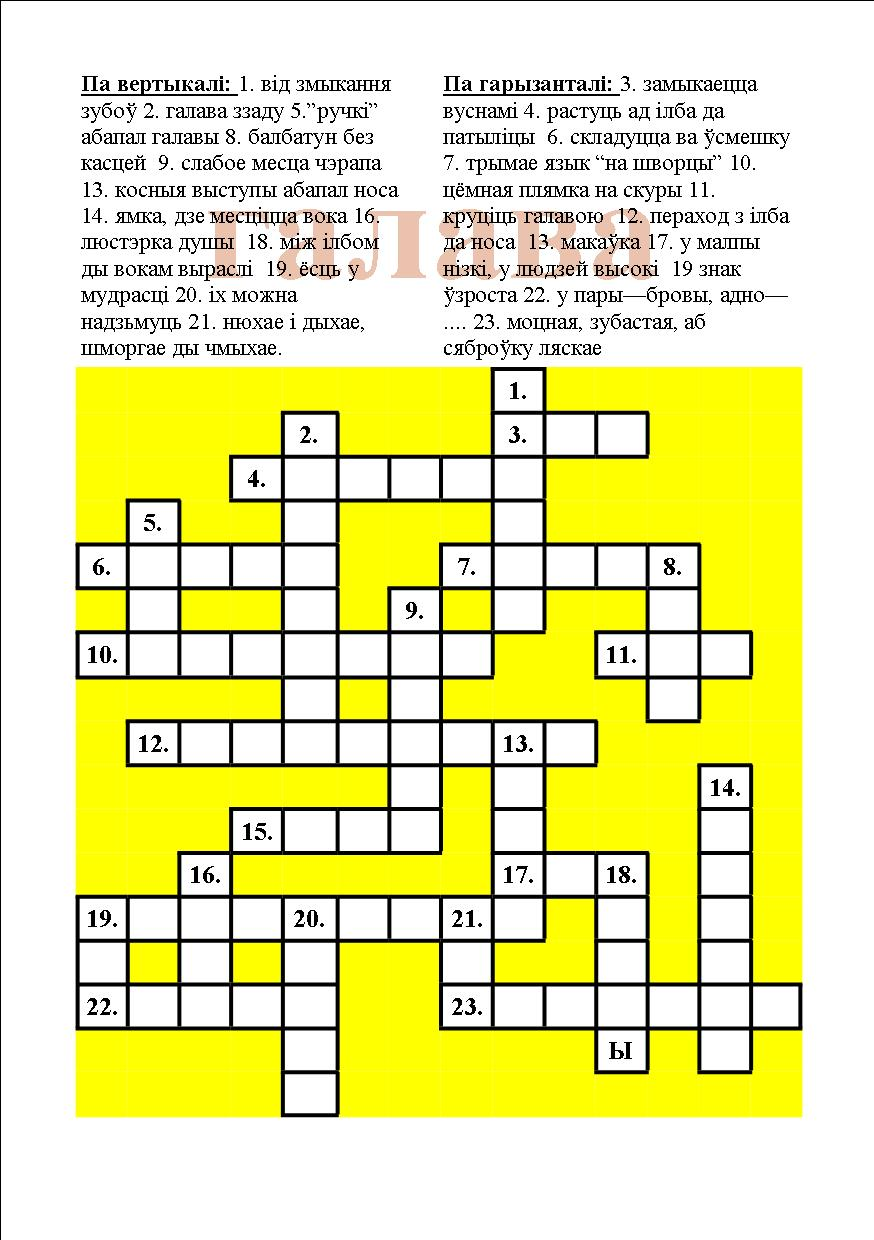 Па вертыкалі: 1. від змыкання
зубоў 2. галава ззаду 5.”ручкі”
абапал галавы 8. балбатун без
касцей 9. слабое месца чэрапа
13. косныя выступы абапал носа
14. ямка, дзе месціцца вока 16.
люстэрка душы 18. між ілбом
ды вокам выраслі 19. ёсць у
мудрасці 20. іх можна
надзьмуць 21. нюхае і дыхае,
шморгае ды чмыхае.
Па гарызанталі: 3. замыкаецца
вуснамі 4. растуць ад ілба да
патыліцы 6. складуцца ва ўсмешку
7. трымае язык “на шворцы” 10.
цёмная плямка на скуры 11.
круціць галавою 12. пераход з ілба
да носа 13. макаўка 17. у малпы
нізкі, у людзей высокі 19 знак
ўзроста 22. у пары—бровы, адно—
.... 23. моцная, зубастая, аб
сяброўку ляскае
галава
1.
2. 3.
4.
5.
6. 7. 8.
9.
10. 11.
12. 13.
14.
15.
16. 17. 18.
19. 20. 21.
22. 23.
Ы